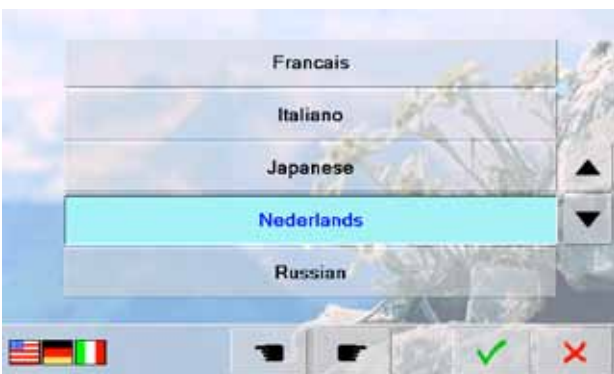 Francais
Italiano
Japanese
Nederlands
Russian